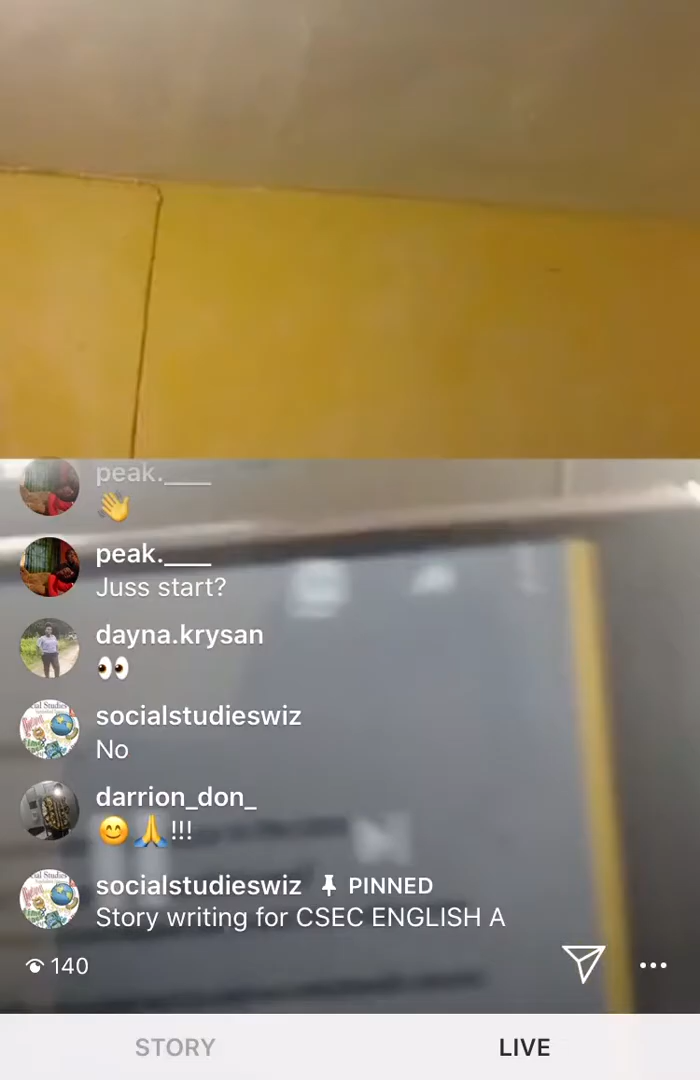 peak.____
👋
peak.____
Juss start?
dayna.krysan
👀
socialstudieswiz
No
darrion_don_
😊🙏!!!
socialstudieswiz PINNED
Story writing for CSEC ENGLISH A
140
STORY LIVE